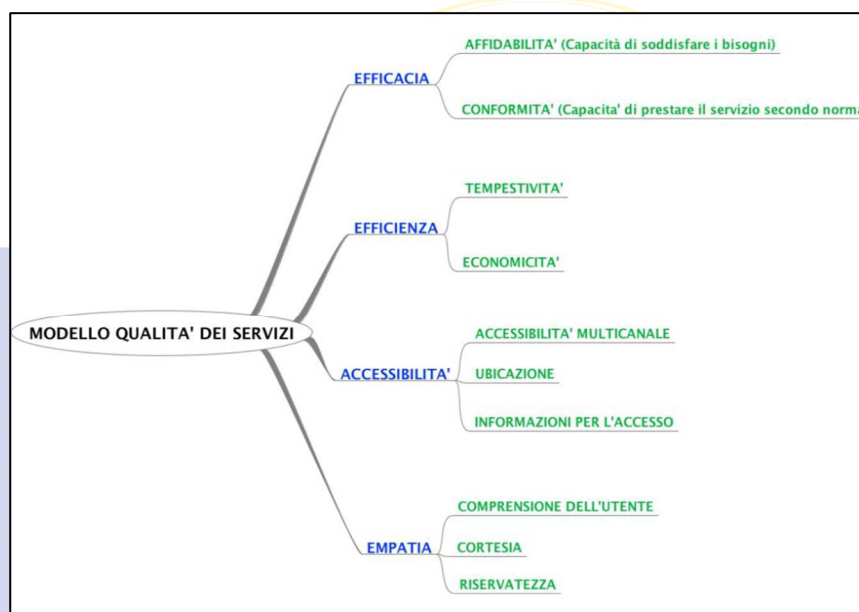 AFFIDABILITA' (Capacità di soddisfare i bisogni)
EFFICACIA
CONFORMITA' (Capacita' di prestare il servizio secondo norma
TEMPESTIVITA'
EFFICIENZA
ECONOMICITA'
MODELLO QUALITA' DEI SERVIZI
ACCESSIBILITA' MULTICANALE
ACCESSIBILITA'
UBICAZIONE
INFORMAZIONI PER L'ACCESSO
COMPRENSIONE DELL'UTENTE
EMPATIA
CORTESIA
RISERVATEZZA